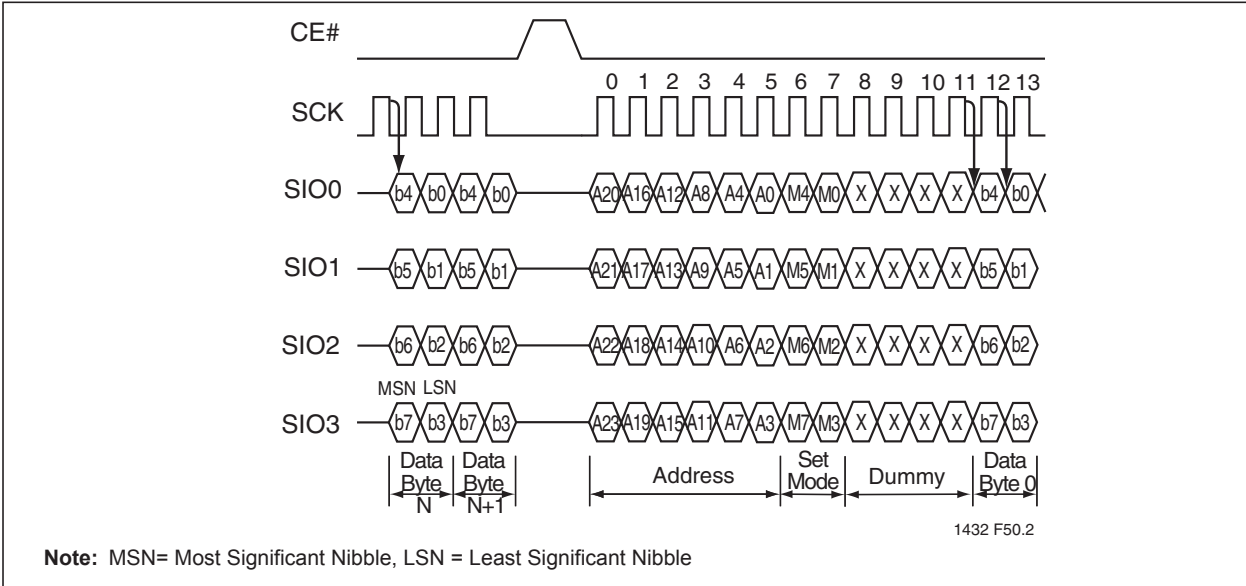 CE#
0 1 2 3 4 5 6 7 8 9 10 11 12 13
SCK
SIO0 b4 b0 b4 b0 A20 A16 A12 A8 A4 A0 M4 M0 X X X X b4 b0
SIO1 b5 b1 b5 b1 A21 A17 A13 A9 A5 A1 M5 M1 X X X X b5 b1
SIO2 b6 b2 b6 b2 A22 A18 A14 A10 A6 A2 M6 M2 X X X X b6 b2
MSN LSN
SIO3 b7 b3 b7 b3 A23 A19 A15 A11 A7 A3 M7 M3 X X X X b7 b3
Data Byte N
Data Byte N+1
Address
Set Mode
Dummy
Data Byte 0
1432 F50.2
Note: MSN= Most Significant Nibble, LSN = Least Significant Nibble